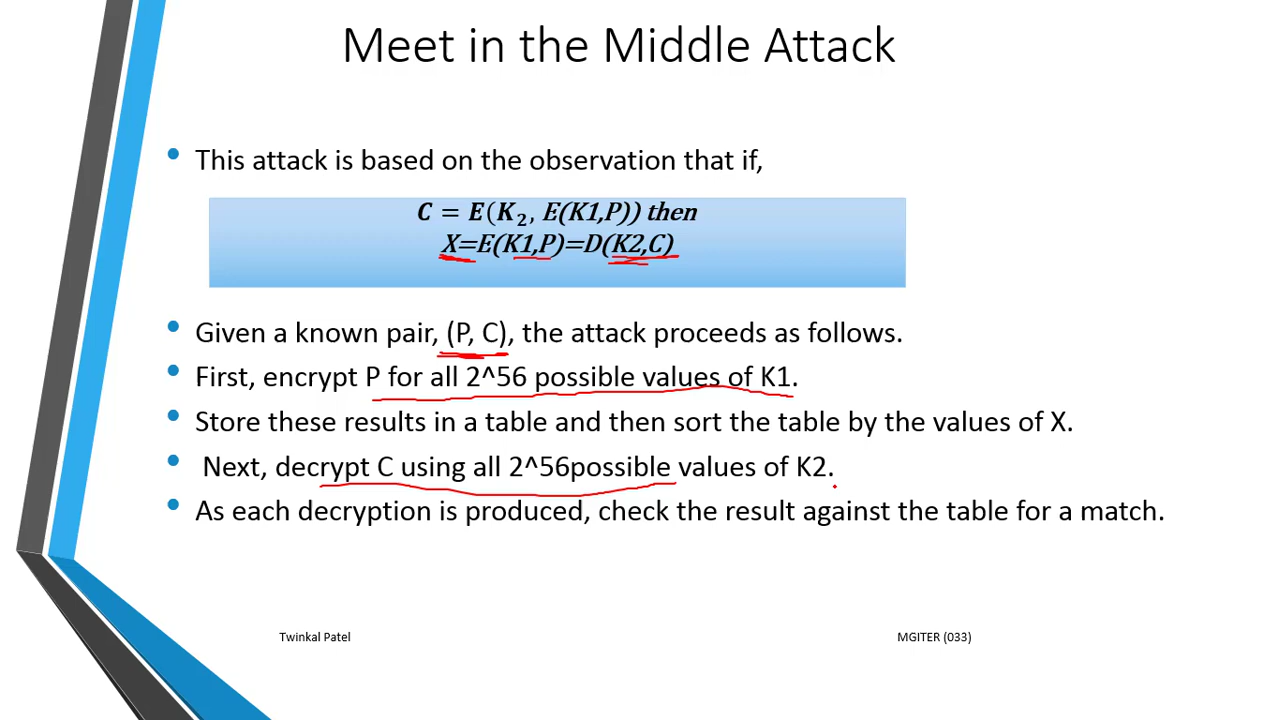 Meet in the Middle Attack
• This attack is based on the observation that if,
C = E(K₂, E(K1,P)) then
X=E(K1,P)=D(K2,C)
• Given a known pair, (P, C), the attack proceeds as follows.
• First, encrypt P for all 2^56 possible values of K1.
• Store these results in a table and then sort the table by the values of X.
• Next, decrypt C using all 2^56possible values of K2.
• As each decryption is produced, check the result against the table for a match.
Twinkal Patel
MGITER (033)